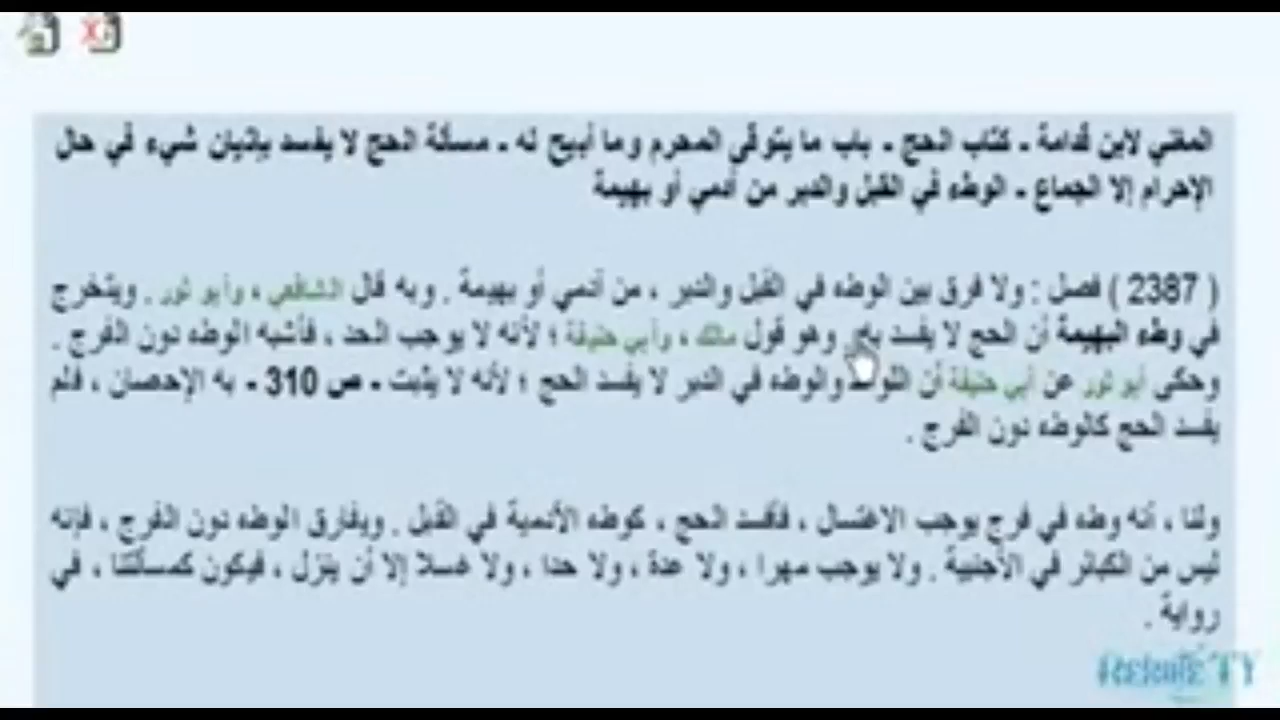 المغني لابن قدامة - كتاب الحج - باب ما يتوقى المحرم وما أبيح له - مسألة الحج لا يفسد بإتيان شيء في حال
الإحرام إلا الجماع - الوطء في القبل والدبر من آدمي أو بهيمة
( 2387 ) فصل : ولا فرق بين الوطء في القبل والدبر ، من آدمي أو بهيمة . وبه قال الشافعي ، وأبو ثور . ويتخرج
في وطء البهيمة أن الحج لا يفسد به وهو قول مالك ، وأبي حنيفة ؛ لأنه لا يوجب الحد ، فأشبه الوطء دون الفرج .
وحكى أبو ثور عن أبي حنيفة أن اللواط والوطء في الدبر لا يفسد الحج ؛ لأنه لا يثبت - ص 310 - به الإحصان ، فلم
يفسد الحج كالوطء دون الفرج .
ولنا ، أنه وطء في فرج يوجب الاغتسال ، فأفسد الحج ، كوطء الآدمية في القبل . ويفارق الوطء دون الفرج ، فإنه
ليس من الكبائر في الأجنبية . ولا يوجب مهرا ، ولا عدة ، ولا حدا ، ولا غسلا إلا أن ينزل ، فيكون كمسألتنا ، في
رواية .